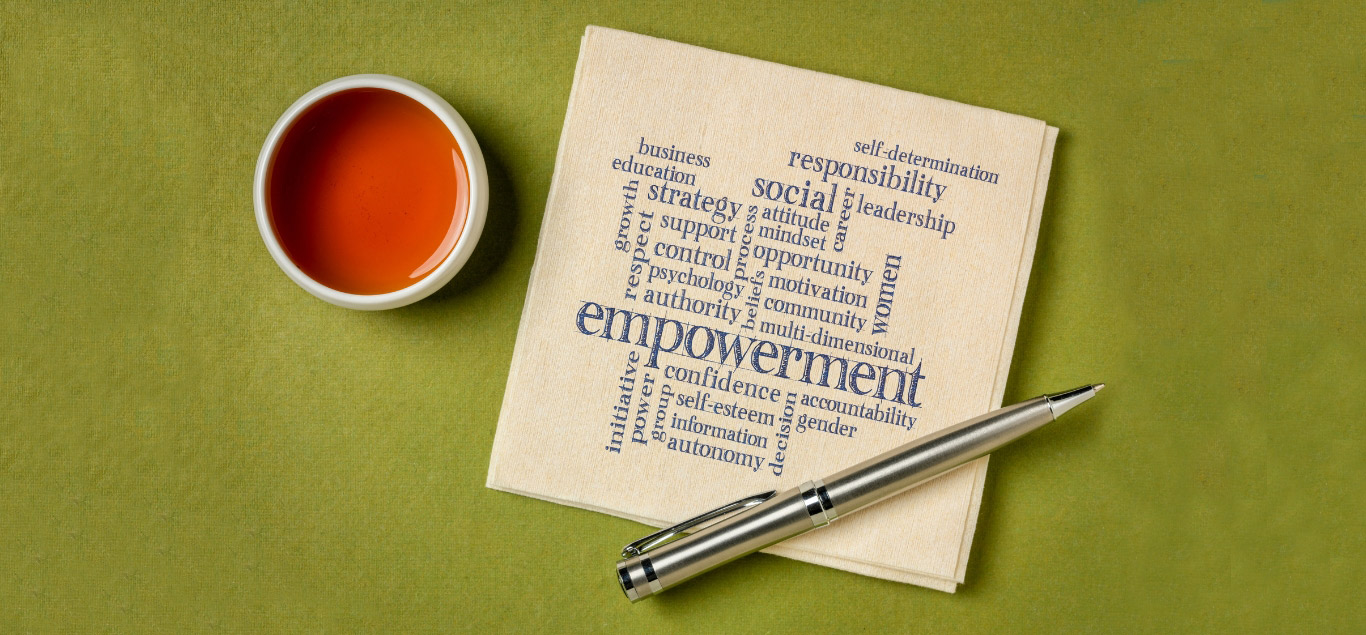 business
education
self-determination
responsibility
strategy
social
career
leadership
growth
respect
support
process
attitude
mindset
control
opportunity
women
psychology
beliefs
motivation
authority
community
multi-dimensional
empowerment
initiative
power
group
confidence
self-esteem
information
autonomy
decision
accountability
gender